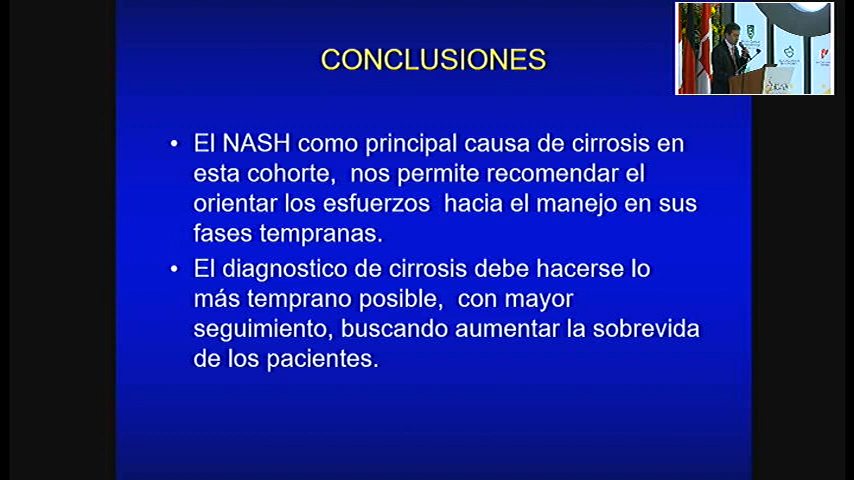 CONCLUSIONES
• El NASH como principal causa de cirrosis en
esta cohorte, nos permite recomendar el
orientar los esfuerzos hacia el manejo en sus
fases tempranas.
• El diagnostico de cirrosis debe hacerse lo
más temprano posible, con mayor
seguimiento, buscando aumentar la sobrevida
de los pacientes.